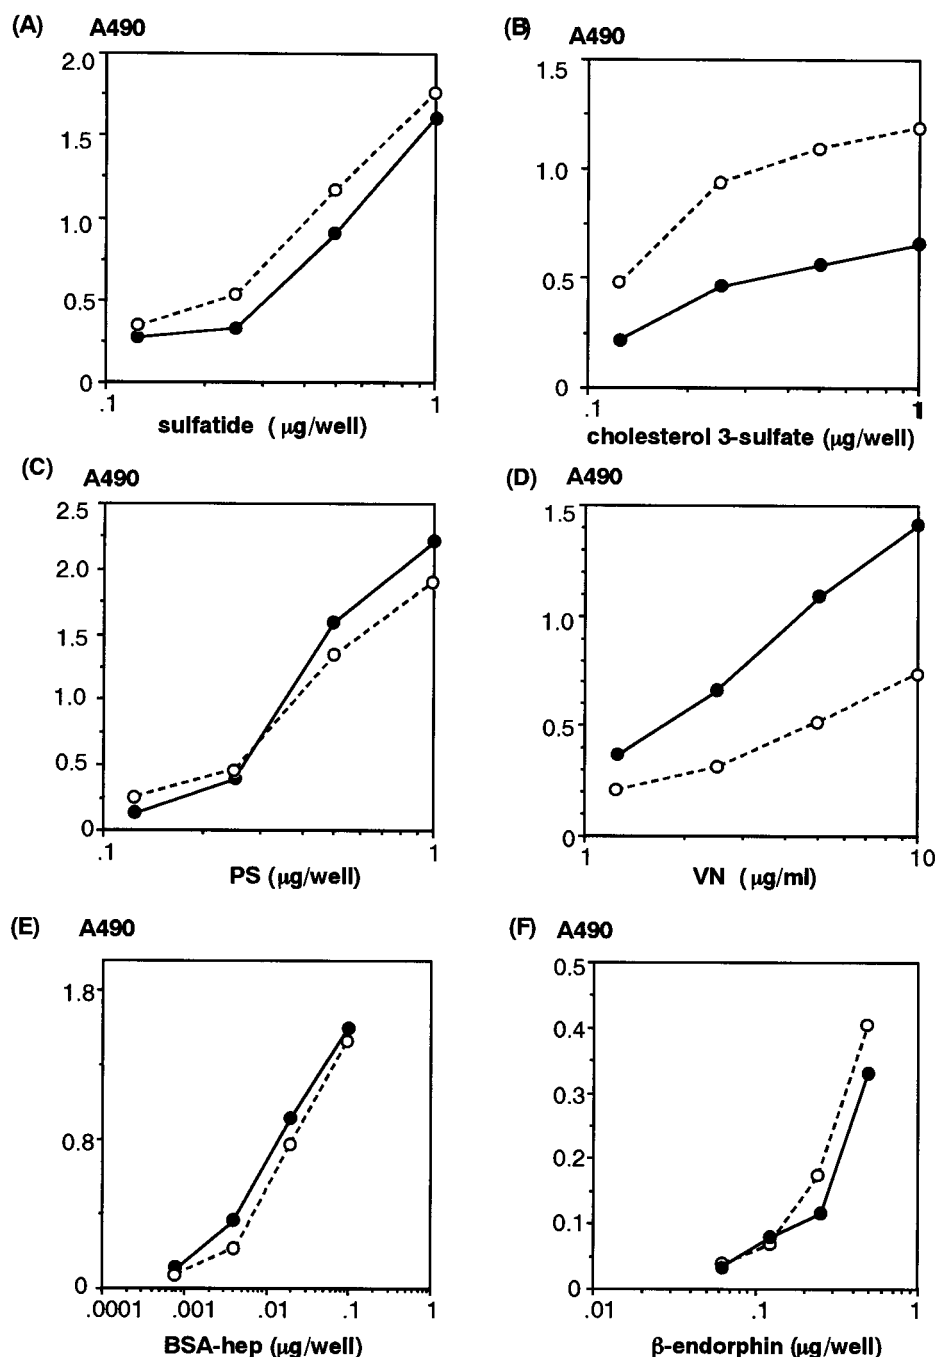 (A) A490
2.0
1.5
1.0
0.5
0
.1 1
sulfatide ( μg/well)
(B) A490
1.5
1.0
0.5
0
.1 1
cholesterol 3-sulfate (μg/well)
(C) A490
2.5
2.0
1.5
1.0
0.5
0
.1 1
PS (μg/well)
(D) A490
1.5
1.0
0.5
0
1 10
VN ( μg/ml)
(E) A490
1.8
0.8
0
.0001 .001 .01 .1 1
BSA-hep (μg/well)
(F) A490
0.5
0.4
0.3
0.2
0.1
0
.01 .1 1
β-endorphin (μg/well)